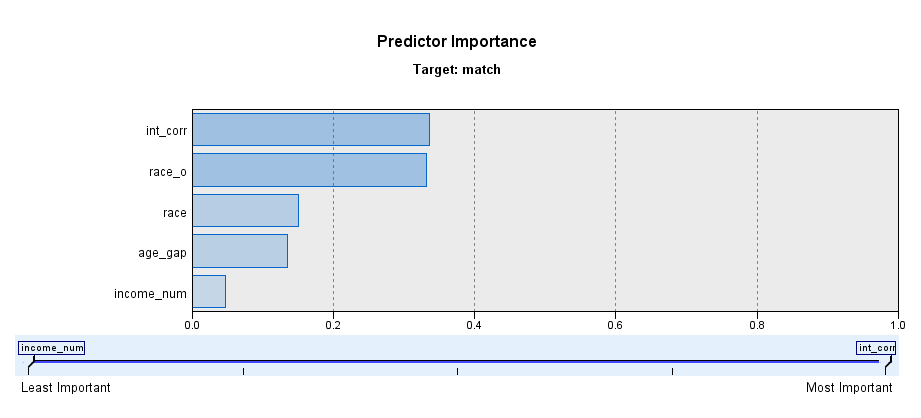 Predictor Importance
Target: match
int_corr
race_o
race
age_gap
income_num
0.0 0.2 0.4 0.6 0.8 1.0
income_num int_corr
Least Important Most Important